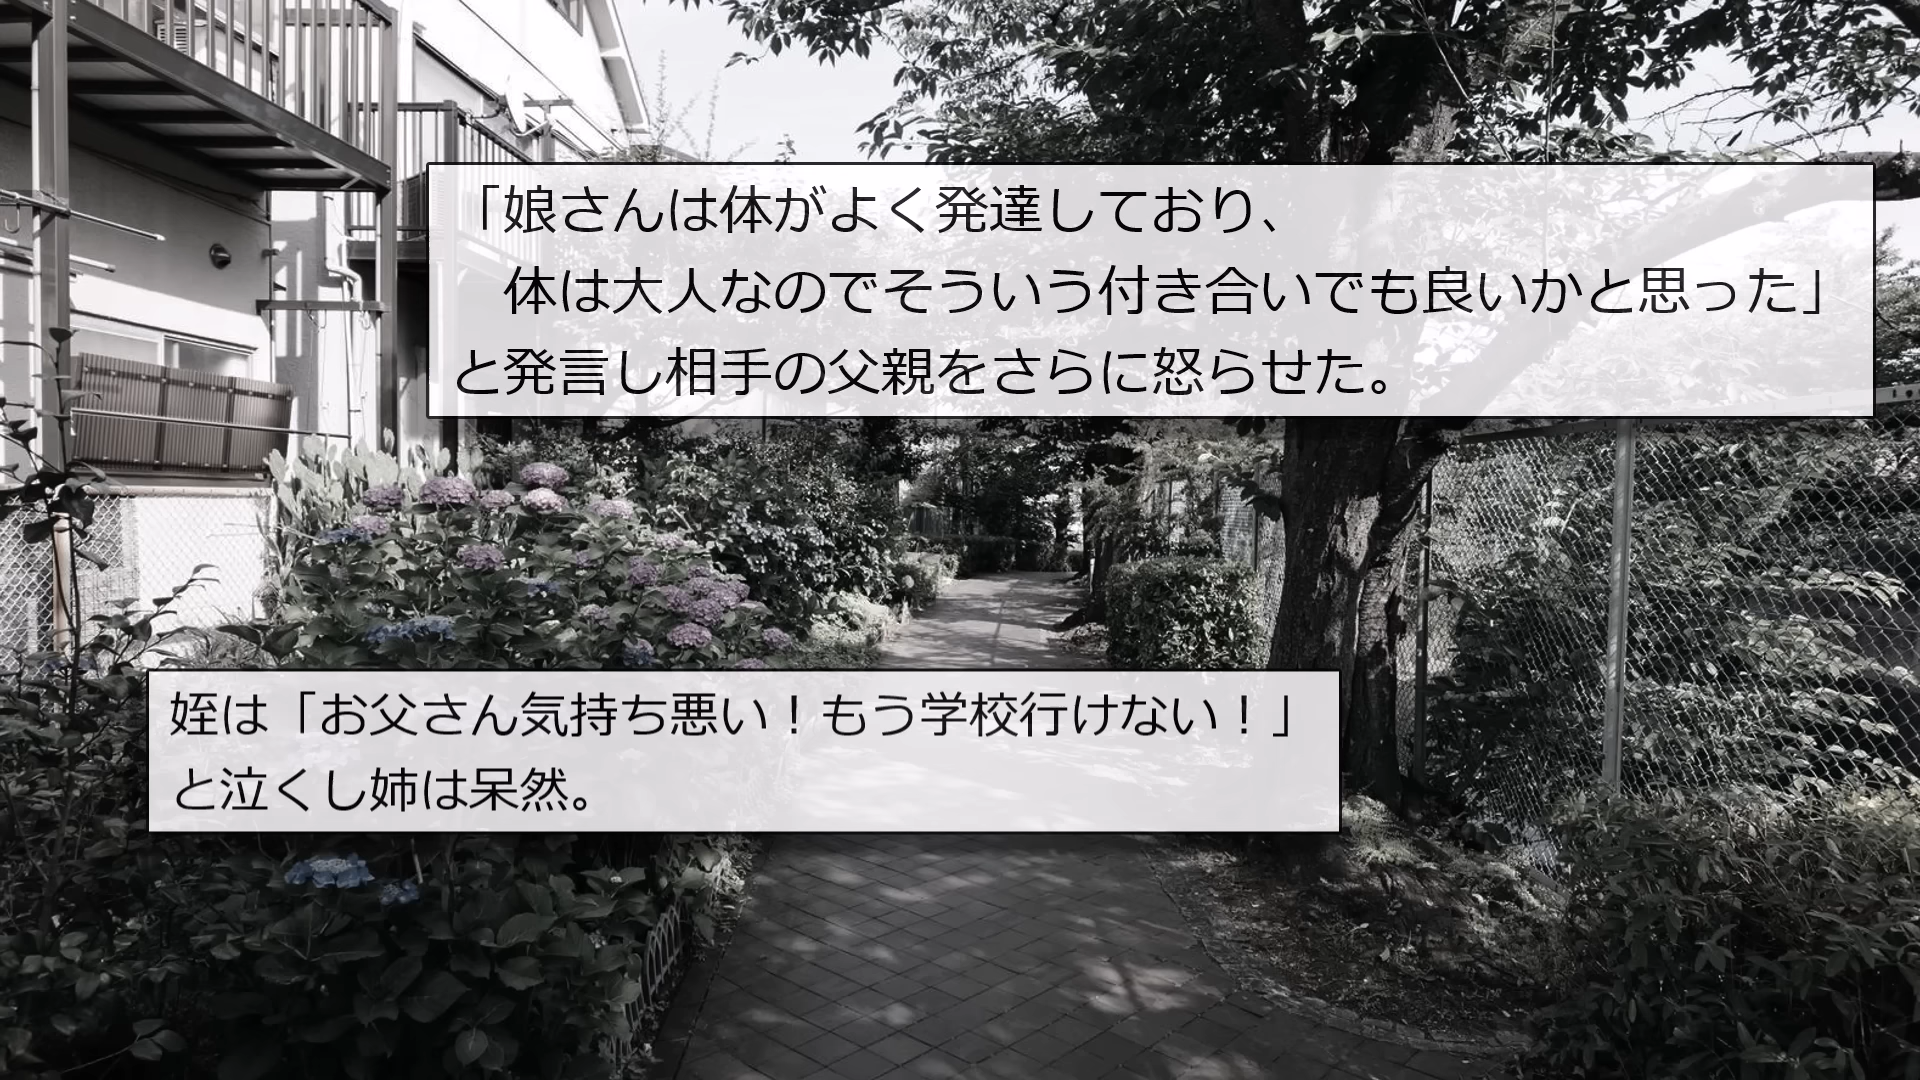 「娘さんは体がよく発達しており、
体は大人なのでそういう付き合いでも良いかと思った」
と発言し相手の父親をさらに怒らせた。
姪は「お父さん気持ち悪い！もう学校行けない！」
と泣くし姉は呆然。